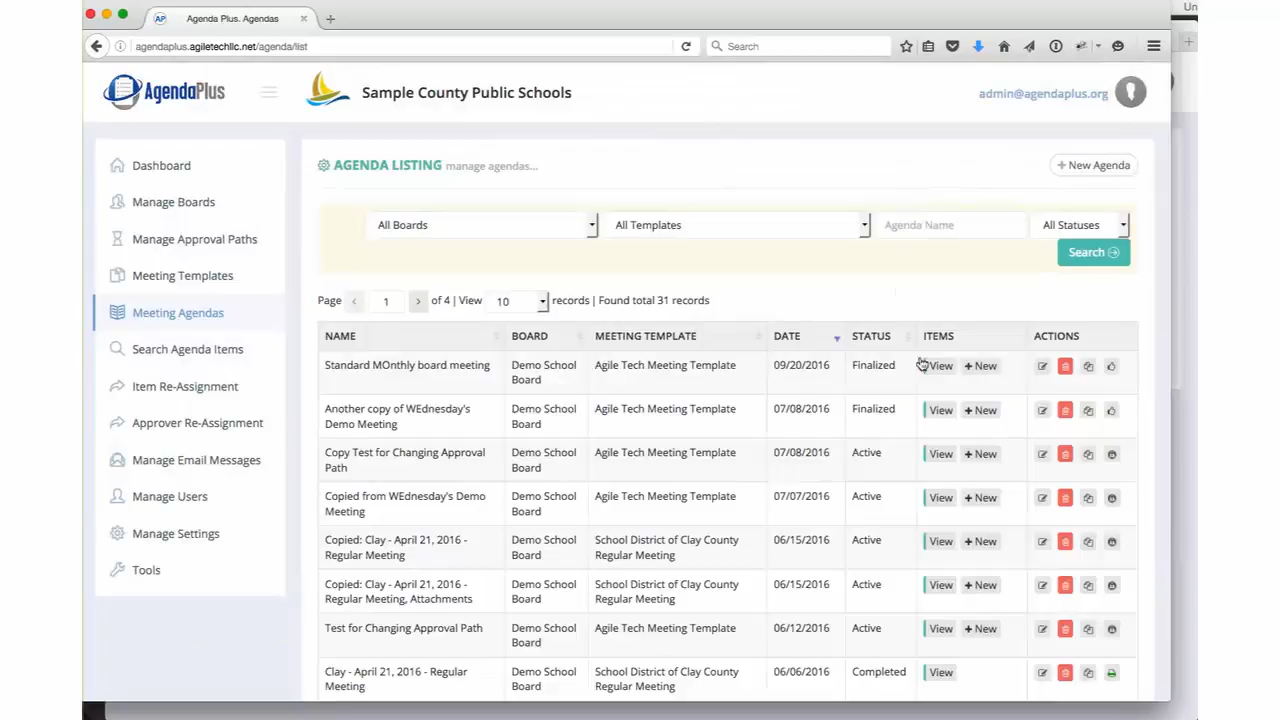 Un
AP Agenda Plus. Agendas
agendaplus.agiletechllc.net/agenda/list
Search
AgendaPlus
Sample County Public Schools
admin@agendaplus.org
Dashboard
Manage Boards
Manage Approval Paths
Meeting Templates
Meeting Agendas
Search Agenda Items
Item Re-Assignment
Approver Re-Assignment
Manage Email Messages
Manage Users
Manage Settings
Tools
AGENDA LISTING manage agendas...
+ New Agenda
All Boards All Templates Agenda Name All Statuses
Search
Page 1 of 4 | View 10 records | Found total 31 records
NAME BOARD MEETING TEMPLATE DATE STATUS ITEMS ACTIONS
Standard MOnthly board meeting Demo School Agile Tech Meeting Template 09/20/2016 Finalized View + New
Board
Another copy of WEdnesday's Demo School Agile Tech Meeting Template 07/08/2016 Finalized View + New
Demo Meeting Board
Copy Test for Changing Approval Demo School Agile Tech Meeting Template 07/08/2016 Active View + New
Path Board
Copied from WEdnesday's Demo Demo School Agile Tech Meeting Template 07/07/2016 Active View + New
Meeting Board
Copied: Clay - April 21, 2016 - Demo School School District of Clay County 06/15/2016 Active View + New
Regular Meeting Board Regular Meeting
Copied: Clay - April 21, 2016 - Demo School School District of Clay County 06/15/2016 Active View + New
Regular Meeting, Attachments Board Regular Meeting
Test for Changing Approval Path Demo School Agile Tech Meeting Template 06/12/2016 Active View + New
Board
Clay - April 21, 2016 - Regular Demo School School District of Clay County 06/06/2016 Completed View
Meeting Board Regular Meeting